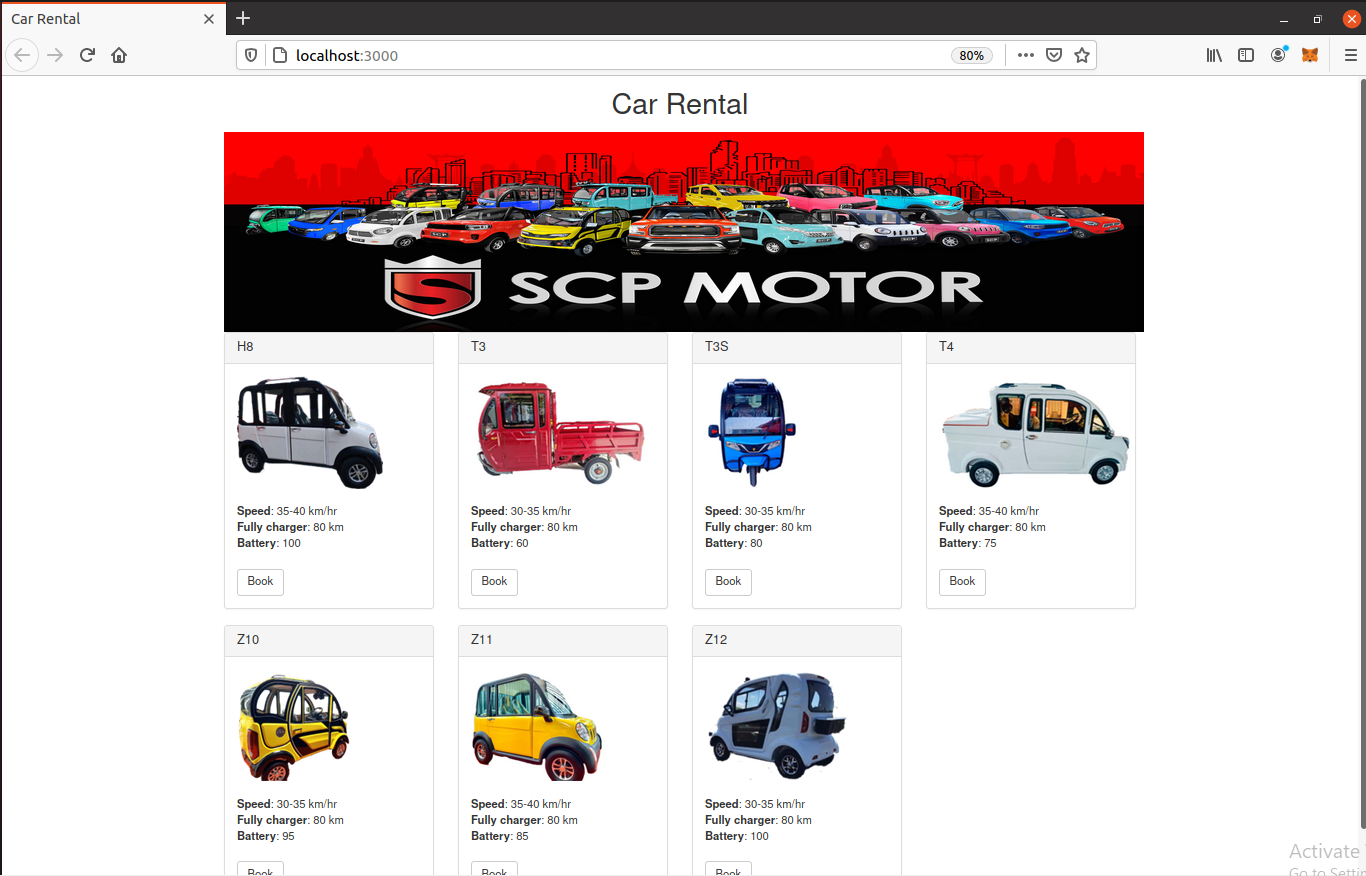 Car Rental
localhost:3000
80%
Car Rental
SCP MOTOR
H8
T3
T3S
T4
Speed: 35-40 km/hr
Fully charger: 80 km
Battery: 100
Book
Speed: 30-35 km/hr
Fully charger: 80 km
Battery: 60
Book
Speed: 30-35 km/hr
Fully charger: 80 km
Battery: 80
Book
Speed: 35-40 km/hr
Fully charger: 80 km
Battery: 75
Book
Z10
Z11
Z12
Speed: 30-35 km/hr
Fully charger: 80 km
Battery: 95
Book
Speed: 35-40 km/hr
Fully charger: 80 km
Battery: 85
Book
Speed: 30-35 km/hr
Fully charger: 80 km
Battery: 100
Book
Activate
Go to